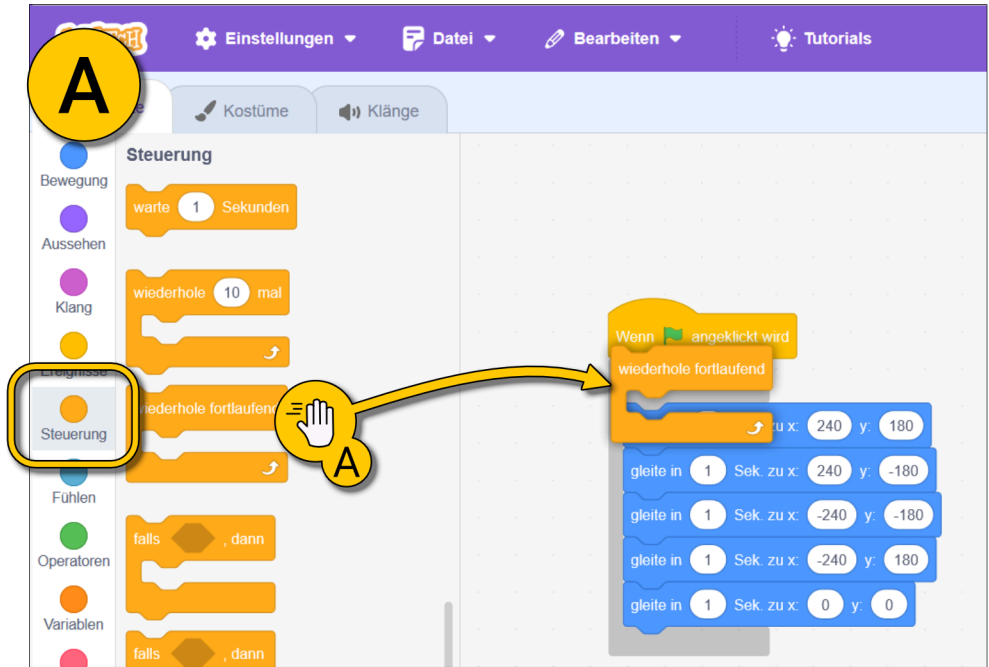 A
Einstellungen
Datei
Bearbeiten
Tutorials
Kostüme
Klänge
Steuerung
Bewegung
Aussehen
Klang
Ereignisse
Steuerung
Fühlen
Operatoren
Variablen
warte 1 Sekunden
wiederhole 10 mal
wiederhole fortlaufend
A
falls , dann
falls , dann
Wenn angeklickt wird
wiederhole fortlaufend
zu x: 240 y: 180
gleite in 1 Sek. zu x: 240 y: -180
gleite in 1 Sek. zu x: -240 y: -180
gleite in 1 Sek. zu x: -240 y: 180
gleite in 1 Sek. zu x: 0 y: 0